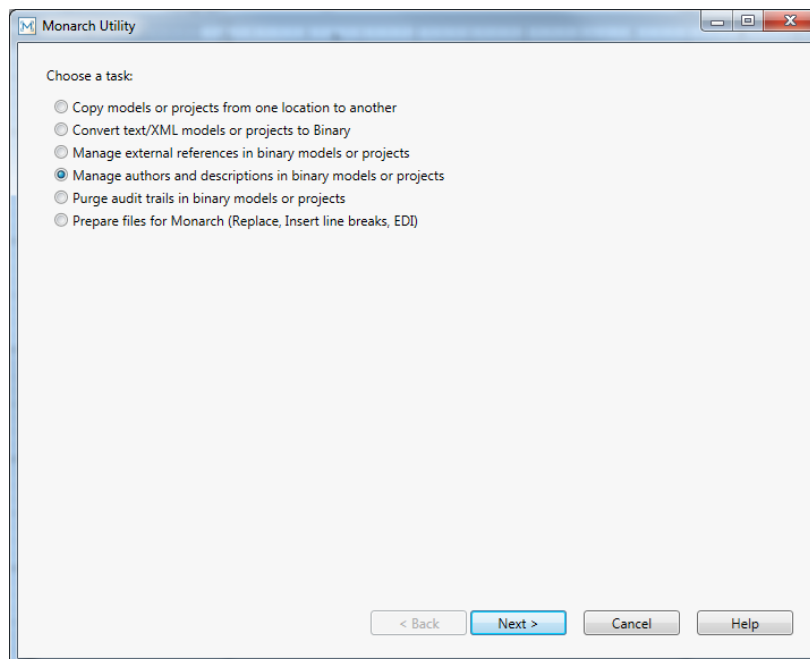 Monarch Utility
Choose a task:
Copy models or projects from one location to another
Convert text/XML models or projects to Binary
Manage external references in binary models or projects
Manage authors and descriptions in binary models or projects
Purge audit trails in binary models or projects
Prepare files for Monarch (Replace, Insert line breaks, EDI)
< Back Next > Cancel Help